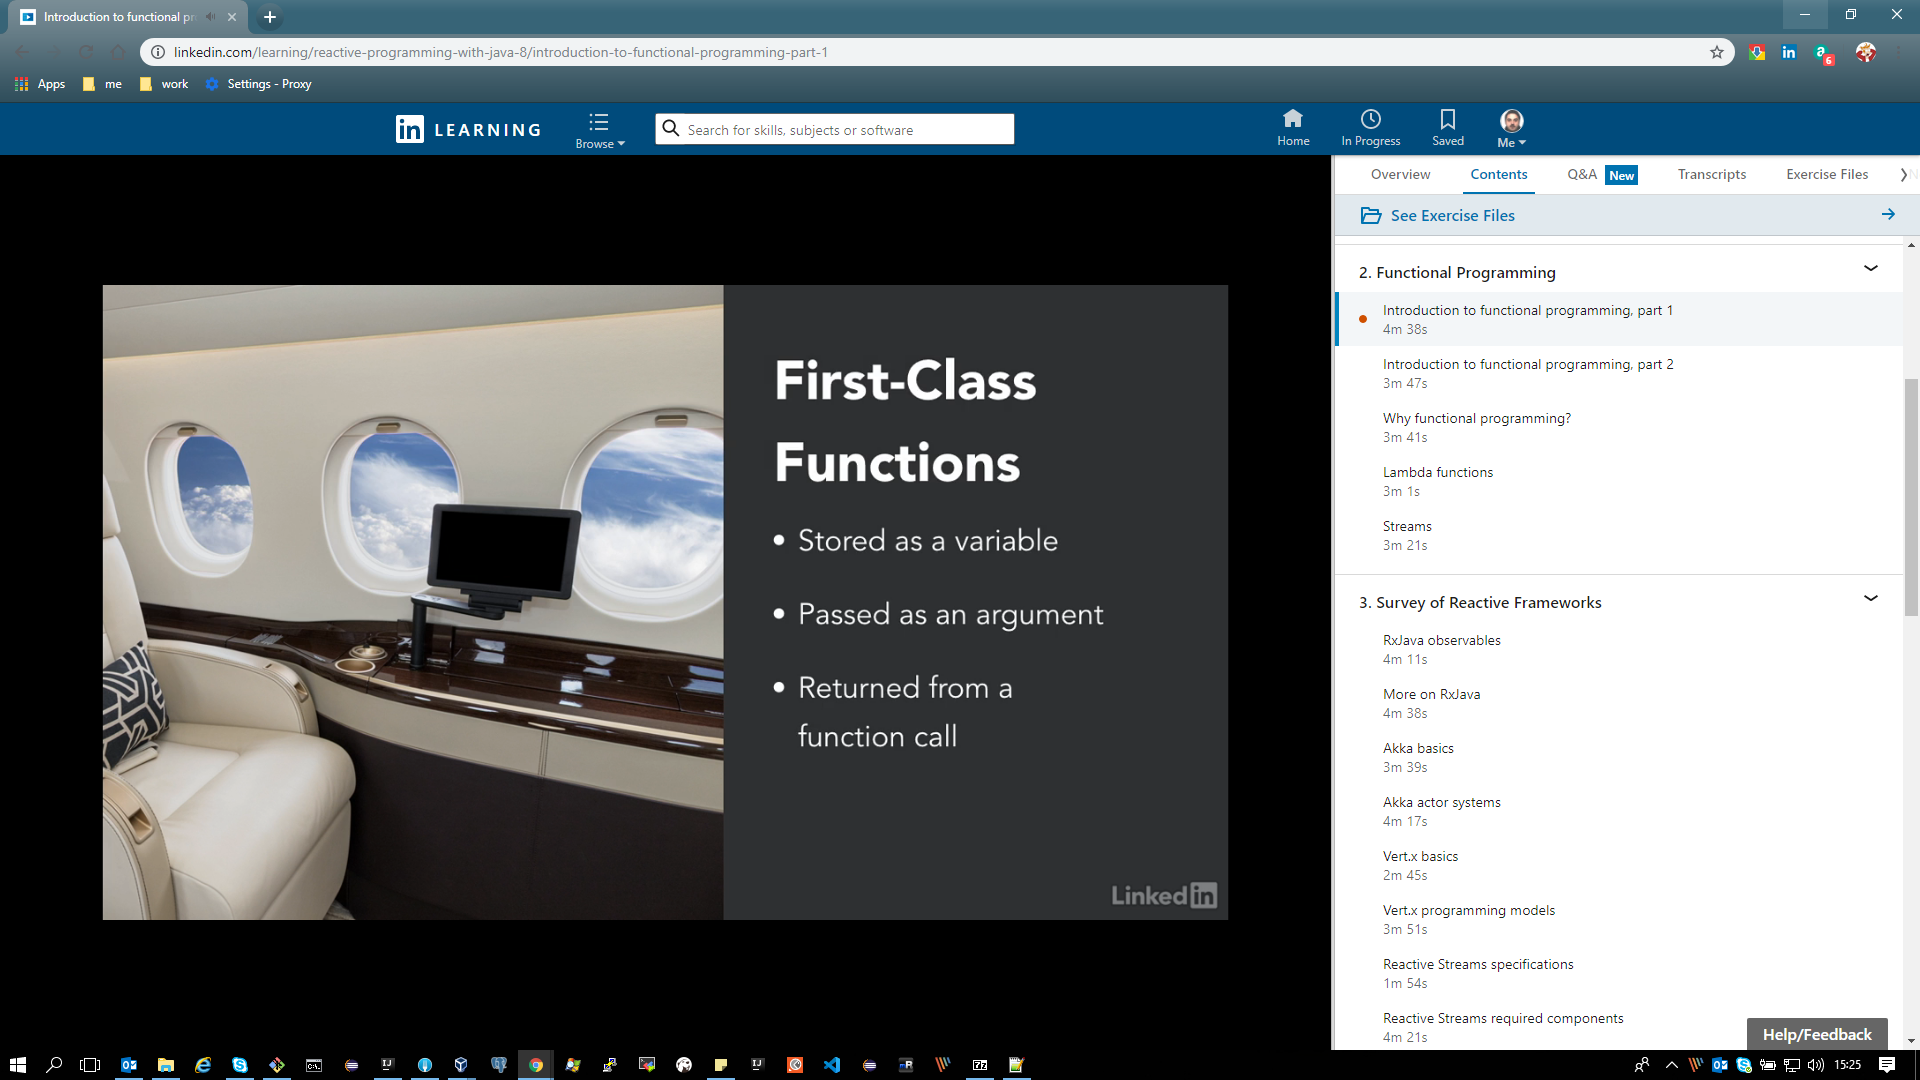 Introduction to functional pr
linkedin.com/learning/reactive-programming-with-java-8/introduction-to-functional-programming-part-1
6
Apps
me
work
Settings - Proxy
in LEARNING
Browse
Search for skills, subjects or software
Home
In Progress
Saved
Me
Overview
Contents
Q&A New
Transcripts
Exercise Files
See Exercise Files
2. Functional Programming
Introduction to functional programming, part 1
4m 38s
Introduction to functional programming, part 2
3m 47s
Why functional programming?
3m 41s
Lambda functions
3m 1s
Streams
3m 21s
3. Survey of Reactive Frameworks
RxJava observables
4m 11s
More on RxJava
4m 38s
Akka basics
3m 39s
Akka actor systems
4m 17s
Vert.x basics
2m 45s
Vert.x programming models
3m 51s
Reactive Streams specifications
1m 54s
Reactive Streams required components
4m 21s
Help/Feedback
First-Class
Functions
• Stored as a variable
• Passed as an argument
• Returned from a
function call
Linked in
15:25